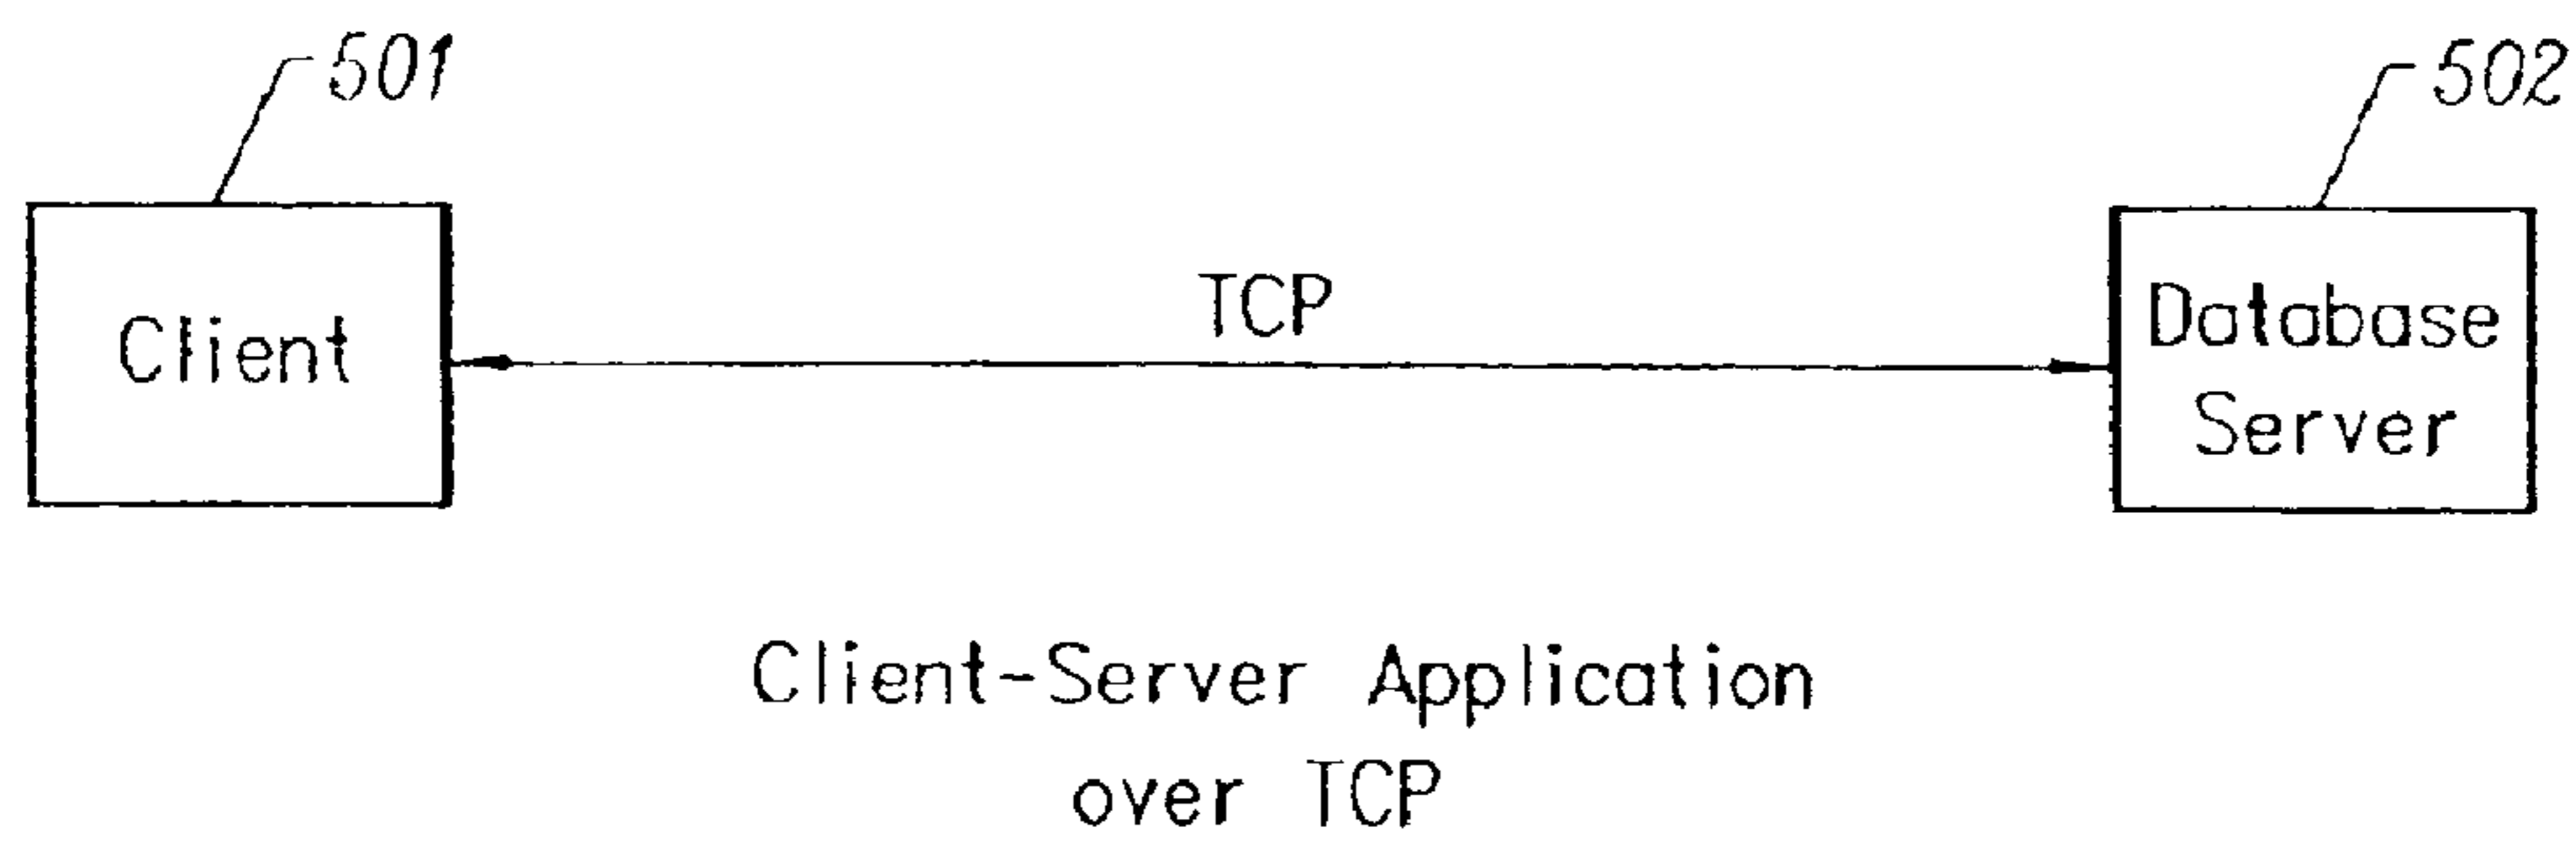 501
502
Client
TCP
Database
Server
Client-Server Application
over TCP